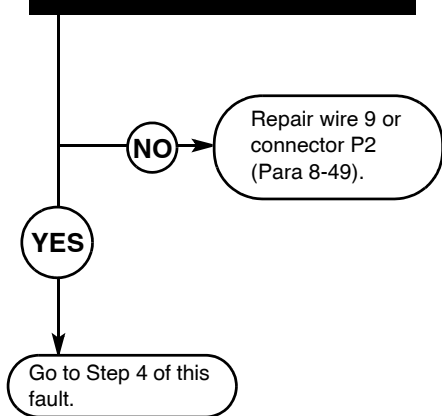 NO
Repair wire 9 or
connector P2
(Para 8-49).
YES
Go to Step 4 of this
fault.